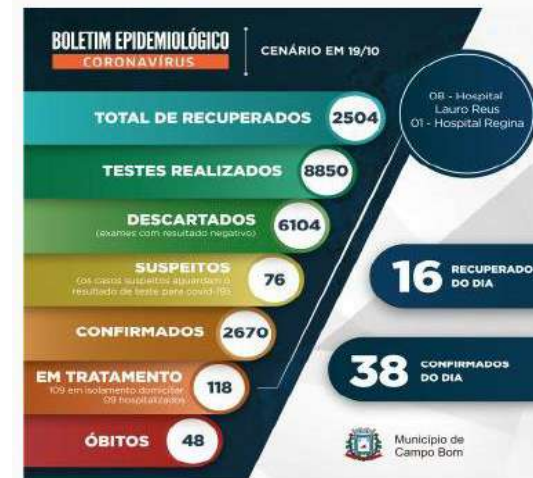 BOLETIM EPIDEMIOLÓGICO
CORONAVÍRUS
CENÁRIO EM 19/10
08 - Hospital
Lauro Reus
01 - Hospital Regina
TOTAL DE RECUPERADOS 2504
TESTES REALIZADOS 8850
DESCARTADOS 6104
(exames com resultado negativo)
SUSPEITOS 76
(os casos suspeitos aguardam o
resultado de teste para covid-19)
CONFIRMADOS 2670
EM TRATAMENTO 118
109 em isolamento domiciliar
09 hospitalizados
ÓBITOS 48
16 RECUPERADO
DO DIA
38 CONFIRMADOS
DO DIA
Município de
Campo Bom